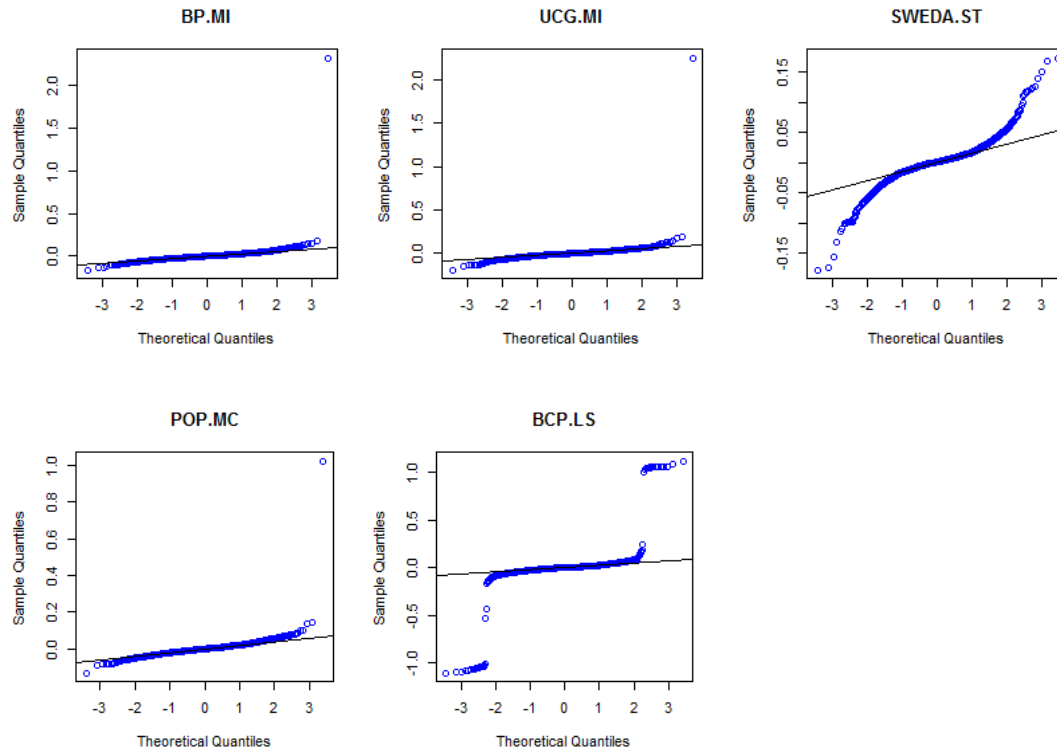 BP.MI
UCG.MI
SWEDA.ST
Sample Quantiles
0.0 0.5 1.0 1.5 2.0
-3 -2 -1 0 1 2 3
Theoretical Quantiles
Sample Quantiles
0.0 0.5 1.0 1.5 2.0
-3 -2 -1 0 1 2 3
Theoretical Quantiles
Sample Quantiles
-0.15 -0.05 0.05 0.15
-3 -2 -1 0 1 2 3
Theoretical Quantiles
POP.MC
BCP.LS
Sample Quantiles
0.0 0.2 0.4 0.6 0.8 1.0
-3 -2 -1 0 1 2 3
Theoretical Quantiles
Sample Quantiles
-1.0 -0.5 0.0 0.5 1.0
-3 -2 -1 0 1 2 3
Theoretical Quantiles